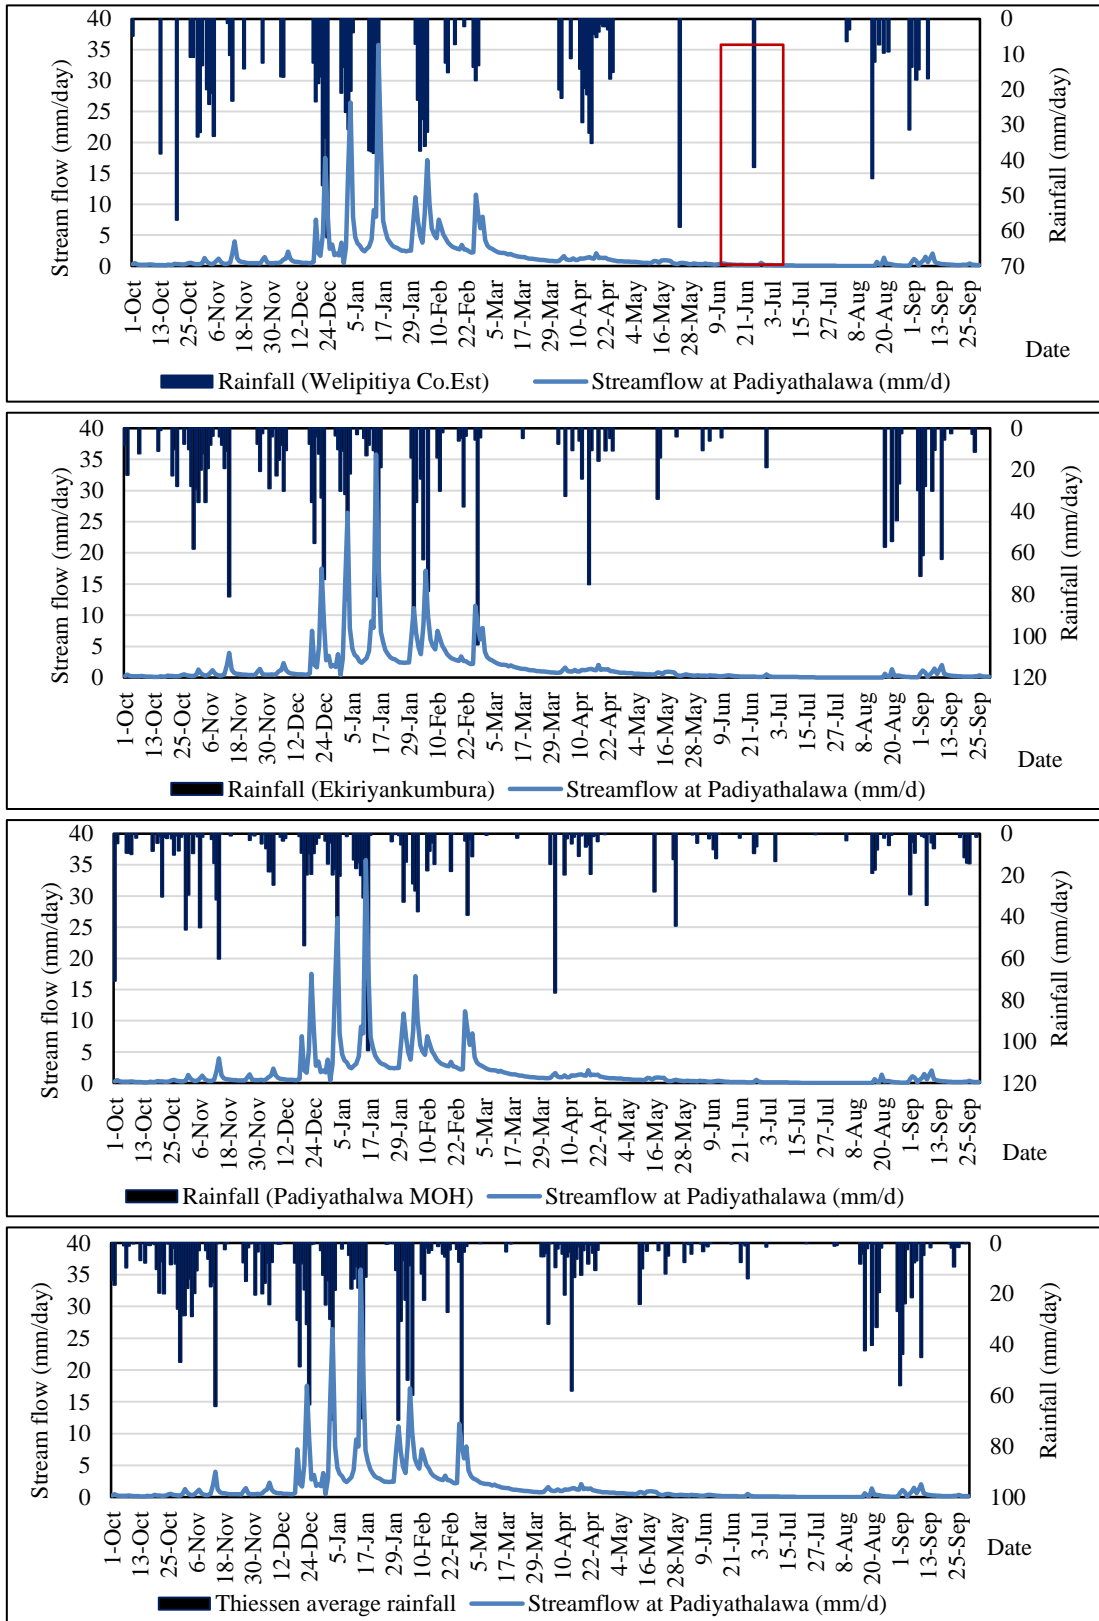 40
35
30
25
20
15
10
5
0
Stream flow (mm/day)
0
10
20
30
40
50
60
70
Rainfall (mm/day)
1-Oct
13-Oct
25-Oct
6-Nov
18-Nov
30-Nov
12-Dec
24-Dec
5-Jan
17-Jan
29-Jan
10-Feb
22-Feb
5-Mar
17-Mar
29-Mar
10-Apr
22-Apr
4-May
16-May
28-May
9-Jun
21-Jun
3-Jul
15-Jul
27-Jul
8-Aug
20-Aug
1-Sep
13-Sep
25-Sep
Date
Rainfall (Welipitiya Co.Est) Streamflow at Padiyathalawa (mm/d)
40
35
30
25
20
15
10
5
0
Stream flow (mm/day)
0
20
40
60
80
100
120
Rainfall (mm/day)
1-Oct
13-Oct
25-Oct
6-Nov
18-Nov
30-Nov
12-Dec
24-Dec
5-Jan
17-Jan
29-Jan
10-Feb
22-Feb
5-Mar
17-Mar
29-Mar
10-Apr
22-Apr
4-May
16-May
28-May
9-Jun
21-Jun
3-Jul
15-Jul
27-Jul
8-Aug
20-Aug
1-Sep
13-Sep
25-Sep
Date
Rainfall (Ekiriyankumbura) Streamflow at Padiyathalawa (mm/d)
40
35
30
25
20
15
10
5
0
Stream flow (mm/day)
0
20
40
60
80
100
120
Rainfall (mm/day)
1-Oct
13-Oct
25-Oct
6-Nov
18-Nov
30-Nov
12-Dec
24-Dec
5-Jan
17-Jan
29-Jan
10-Feb
22-Feb
5-Mar
17-Mar
29-Mar
10-Apr
22-Apr
4-May
16-May
28-May
9-Jun
21-Jun
3-Jul
15-Jul
27-Jul
8-Aug
20-Aug
1-Sep
13-Sep
25-Sep
Date
Rainfall (Padiyathalwa MOH) Streamflow at Padiyathalawa (mm/d)
40
35
30
25
20
15
10
5
0
Stream flow (mm/day)
0
20
40
60
80
100
Rainfall (mm/day)
1-Oct
13-Oct
25-Oct
6-Nov
18-Nov
30-Nov
12-Dec
24-Dec
5-Jan
17-Jan
29-Jan
10-Feb
22-Feb
5-Mar
17-Mar
29-Mar
10-Apr
22-Apr
4-May
16-May
28-May
9-Jun
21-Jun
3-Jul
15-Jul
27-Jul
8-Aug
20-Aug
1-Sep
13-Sep
25-Sep
Date
Thiessen average rainfall Streamflow at Padiyathalawa (mm/d)